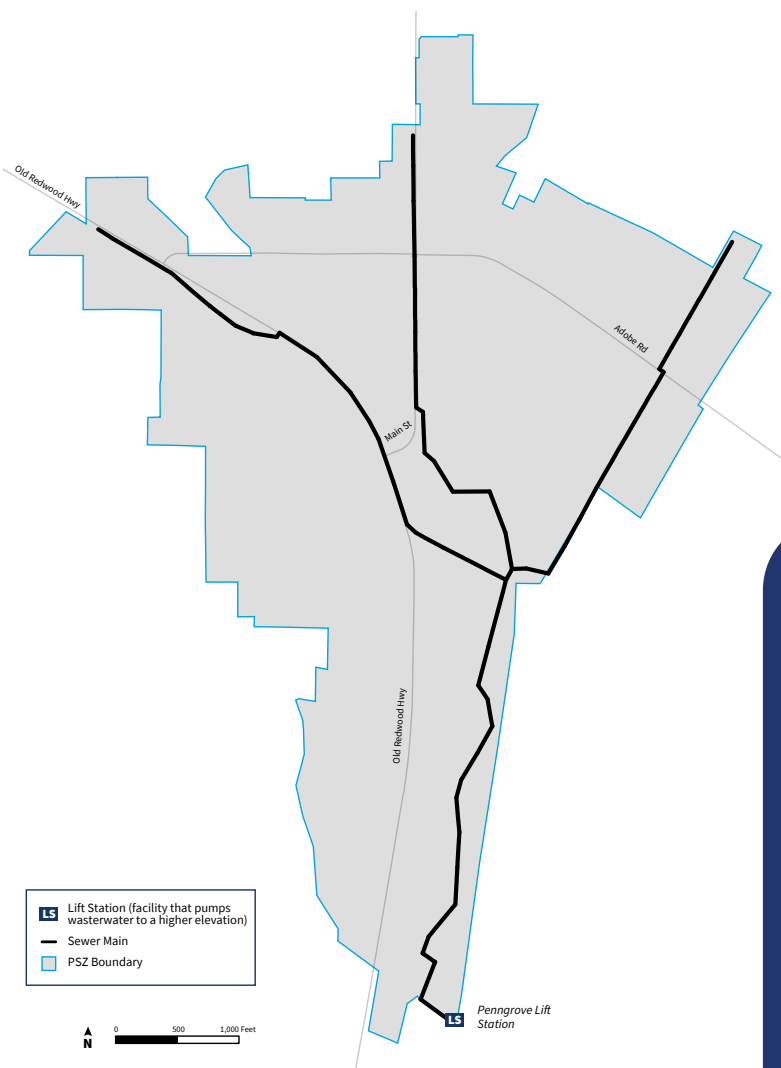 Old Redwood Hwy
Adobe Rd
Main St
Old Redwood Hwy
LS
Lift Station (facility that pumps
wasterwater to a higher elevation)
Sewer Main
PSZ Boundary
N
0
500
1,000 Feet
LS
Penngrove Lift
Station